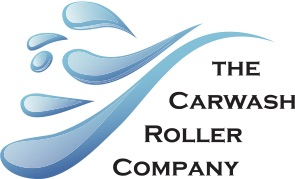 THE
CARWASH
ROLLER
COMPANY